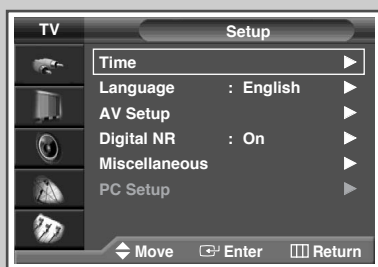 TV Setup
Time
Language : English
AV Setup
Digital NR : On
Miscellaneous
PC Setup
Move Enter Return